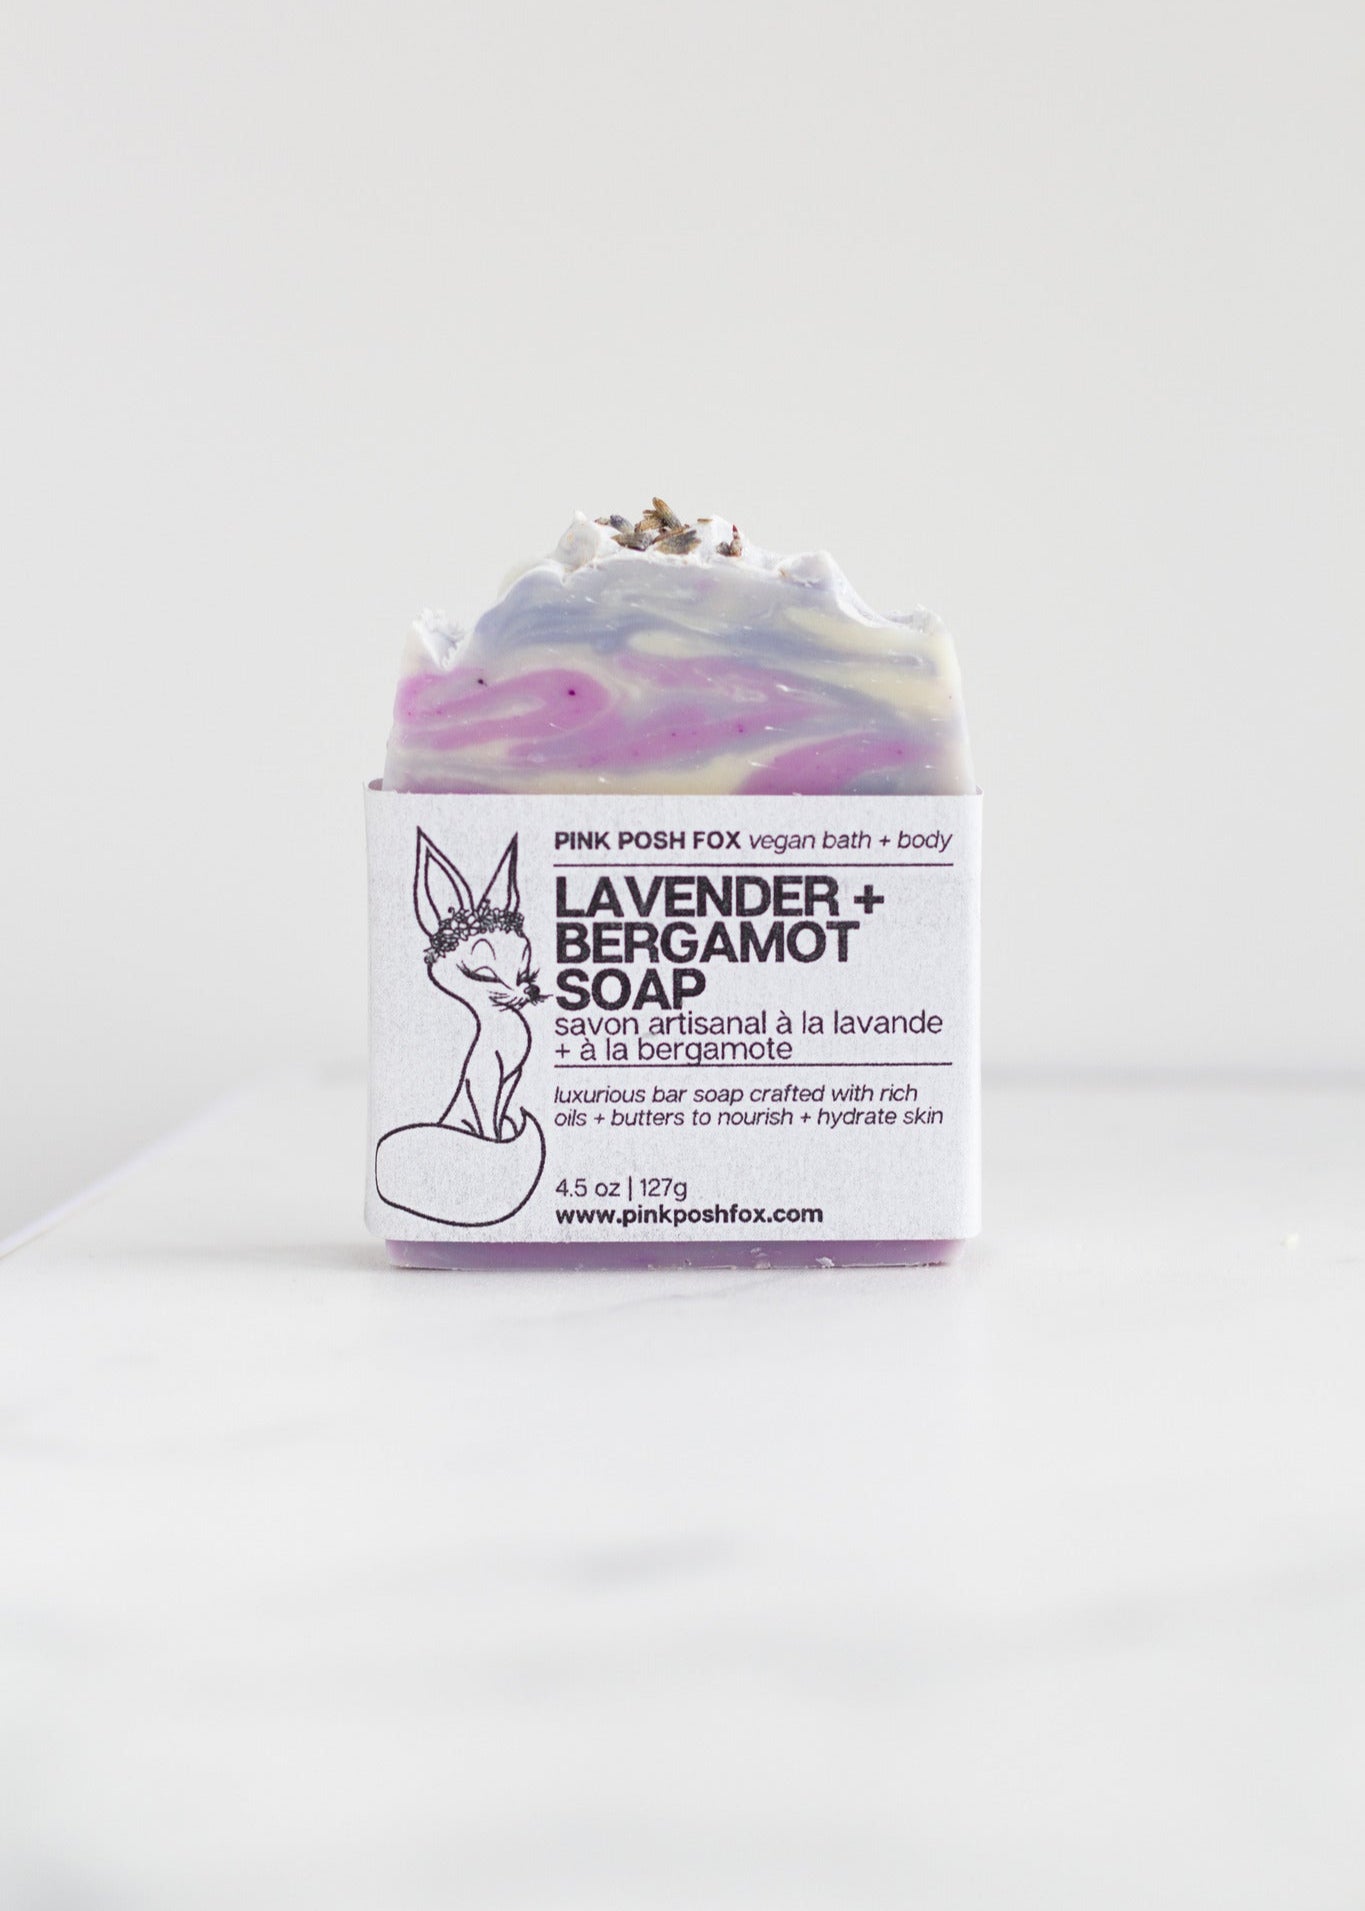 PINK POSH FOX vegan bath + body
LAVENDER +
BERGAMOT
SOAP
savon artisanal à la lavande
+ à la bergamote
luxurious bar soap crafted with rich
oils + butters to nourish + hydrate skin
4.5 oz | 127g
www.pinkposhfox.com